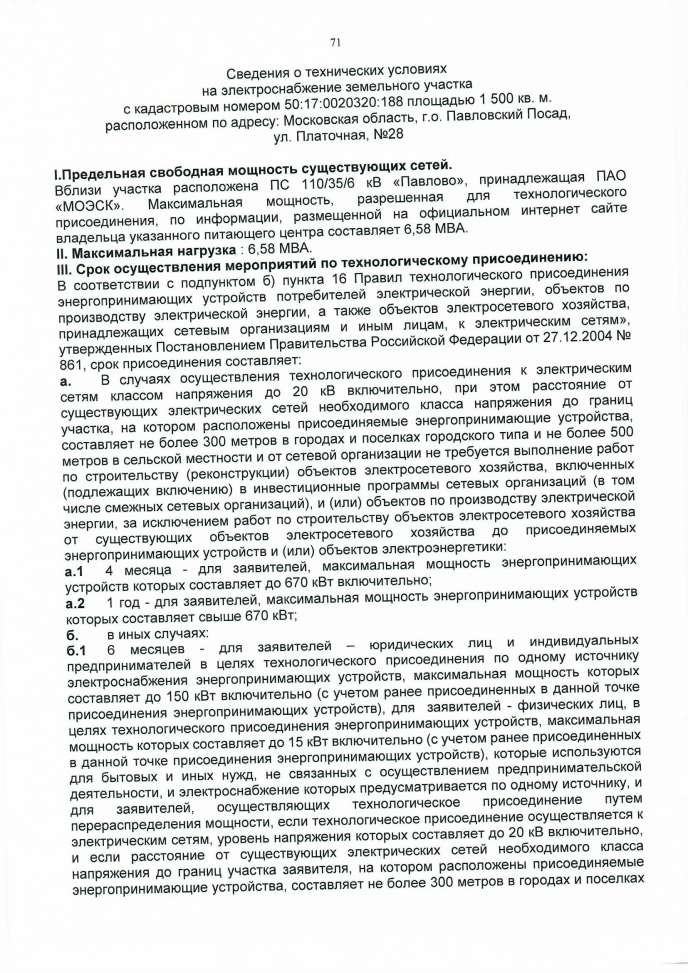 71
Сведения о технических условиях
на электроснабжение земельного участка
с кадастровым номером 50:17:0020320:188 площадью 1 500 кв. м.
расположенном по адресу: Московская область, г.о. Павловский Посад,
ул. Платочная, №28
I.Предельная свободная мощность существующих сетей.
Вблизи участка расположена ПС 110/35/6 кВ «Павлово», принадлежащая ПАО
«МОЭСК». Максимальная мощность, разрешенная для технологического
присоединения, по информации, размещенной на официальном интернет сайте
владельца указанного питающего центра составляет 6,58 МВА.
II. Максимальная нагрузка : 6,58 МВА.
III. Срок осуществления мероприятий по технологическому присоединению:
В соответствии с подпунктом б) пункта 16 Правил технологического присоединения
энергопринимающих устройств потребителей электрической энергии, объектов по
производству электрической энергии, а также объектов электросетевого хозяйства,
принадлежащих сетевым организациям и иным лицам, к электрическим сетям»,
утвержденных Постановлением Правительства Российской Федерации от 27.12.2004 №
861, срок присоединения составляет:
а. В случаях осуществления технологического присоединения к электрическим
сетям классом напряжения до 20 кВ включительно, при этом расстояние от
существующих электрических сетей необходимого класса напряжения до границ
участка, на котором расположены присоединяемые энергопринимающие устройства,
составляет не более 300 метров в городах и поселках городского типа и не более 500
метров в сельской местности и от сетевой организации не требуется выполнение работ
по строительству (реконструкции) объектов электросетевого хозяйства, включенных
(подлежащих включению) в инвестиционные программы сетевых организаций (в том
числе смежных сетевых организаций), и (или) объектов по производству электрической
энергии, за исключением работ по строительству объектов электросетевого хозяйства
от существующих объектов электросетевого хозяйства до присоединяемых
энергопринимающих устройств и (или) объектов электроэнергетики:
а.1 4 месяца - для заявителей, максимальная мощность энергопринимающих
устройств которых составляет до 670 кВт включительно;
а.2 1 год - для заявителей, максимальная мощность энергопринимающих устройств
которых составляет свыше 670 кВт;
б. в иных случаях:
б.1 6 месяцев - для заявителей – юридических лиц и индивидуальных
предпринимателей в целях технологического присоединения по одному источнику
электроснабжения энергопринимающих устройств, максимальная мощность которых
составляет до 150 кВт включительно (с учетом ранее присоединенных в данной точке
присоединения энергопринимающих устройств), для заявителей - физических лиц, в
целях технологического присоединения энергопринимающих устройств, максимальная
мощность которых составляет до 15 кВт включительно (с учетом ранее присоединенных
в данной точке присоединения энергопринимающих устройств), которые используются
для бытовых и иных нужд, не связанных с осуществлением предпринимательской
деятельности, и электроснабжение которых предусматривается по одному источнику, и
для заявителей, осуществляющих технологическое присоединение путем
перераспределения мощности, если технологическое присоединение осуществляется к
электрическим сетям, уровень напряжения которых составляет до 20 кВ включительно,
и если расстояние от существующих электрических сетей необходимого класса
напряжения до границ участка заявителя, на котором расположены присоединяемые
энергопринимающие устройства, составляет не более 300 метров в городах и поселках